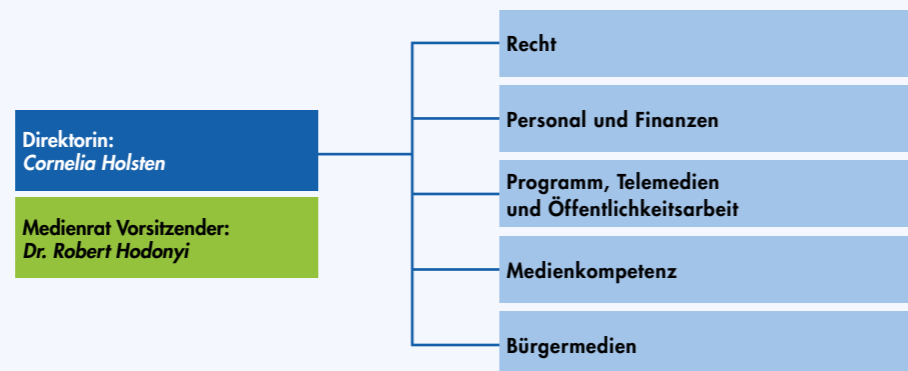 Direktorin:
Cornelia Holsten
Medienrat Vorsitzender:
Dr. Robert Hodonyi
Recht
Personal und Finanzen
Programm, Telemedien
und Öffentlichkeitsarbeit
Medienkompetenz
Bürgermedien